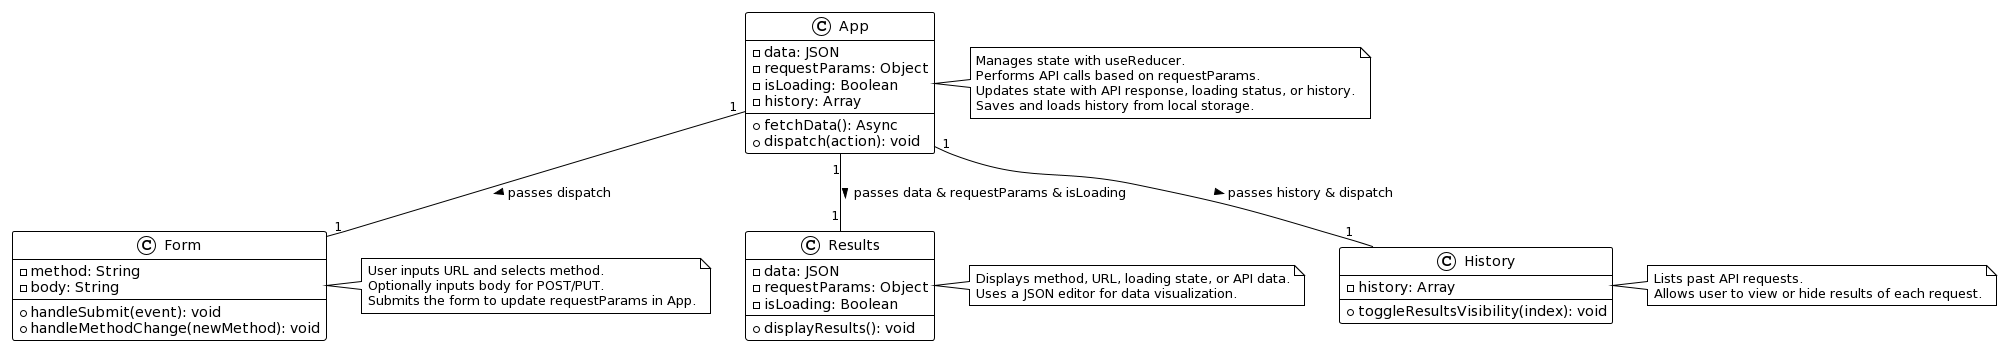 C App
data: JSON
requestParams: Object
isLoading: Boolean
history: Array
fetchData(): Async
dispatch(action): void
Manages state with useReducer.
Performs API calls based on requestParams.
Updates state with API response, loading status, or history.
Saves and loads history from local storage.
1
1
1
passes dispatch
passes data & requestParams & isLoading
passes history & dispatch
1
1
1
C Form
method: String
body: String
handleSubmit(event): void
handleMethodChange(newMethod): void
User inputs URL and selects method.
Optionally inputs body for POST/PUT.
Submits the form to update requestParams in App.
C Results
data: JSON
requestParams: Object
isLoading: Boolean
displayResults(): void
Displays method, URL, loading state, or API data.
Uses a JSON editor for data visualization.
C History
history: Array
toggleResultsVisibility(index): void
Lists past API requests.
Allows user to view or hide results of each request.